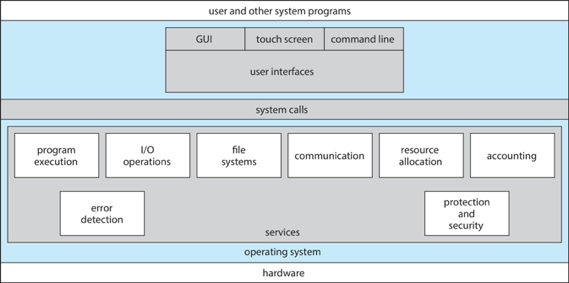 user and other system programs
GUI
touch screen
command line
user interfaces
system calls
program
execution
I/O
operations
file
systems
communication
resource
allocation
accounting
error
detection
protection
and
security
services
operating system
hardware